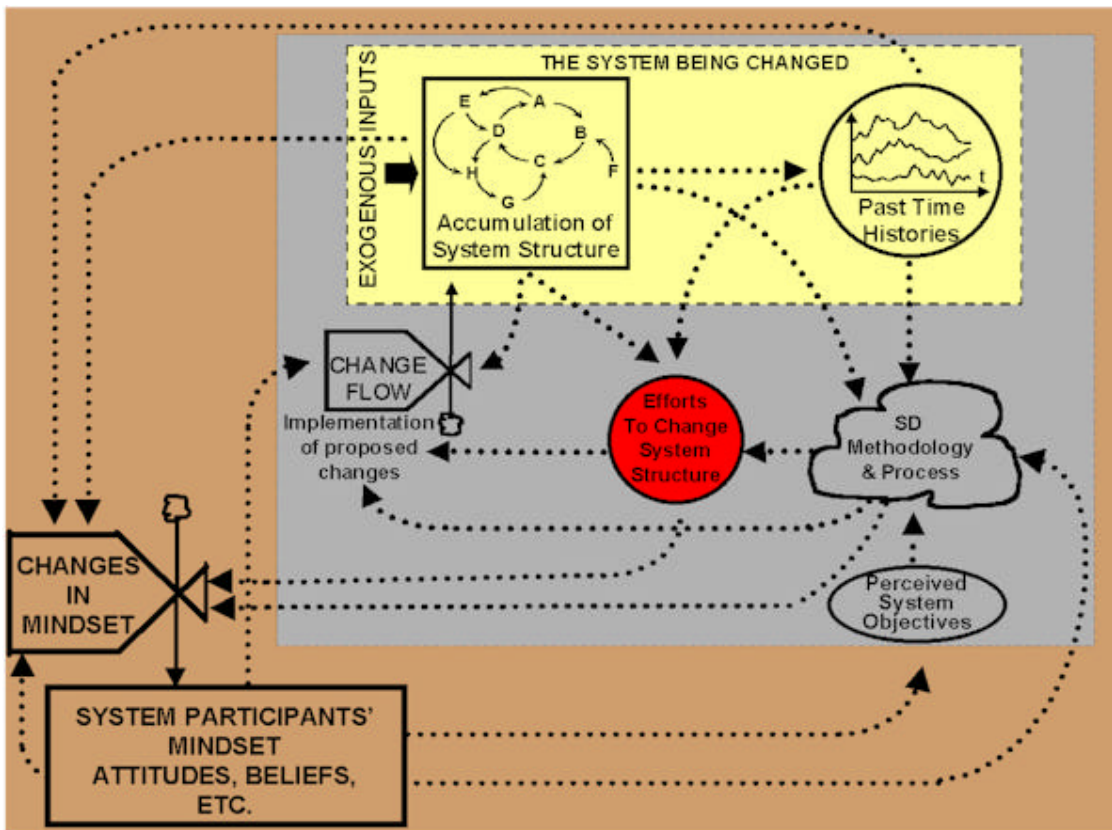 THE SYSTEM BEING CHANGED
EXOGENOUS INPUTS
E
A
D
B
C
H
F
G
Accumulation of
System Structure
t
Past Time
Histories
CHANGE
FLOW
Implementation
of proposed
changes
Efforts
To Change
System
Structure
SD
Methodology
& Process
Perceived
System
Objectives
CHANGES
IN
MINDSET
SYSTEM PARTICIPANTS'
MINDSET
ATTITUDES, BELIEFS,
ETC.